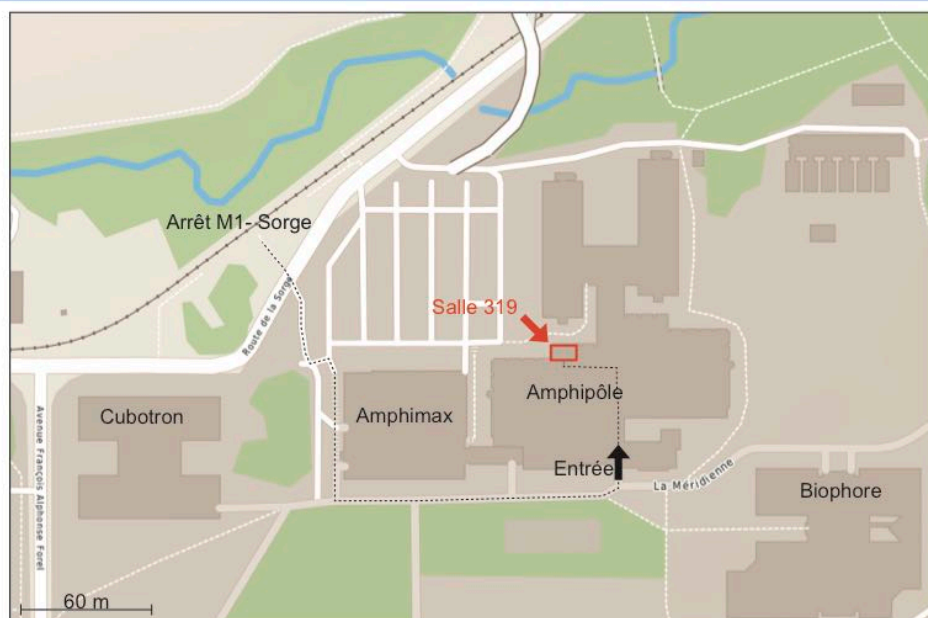 Arrêt M1- Sorge
Route de la Sorge
Salle 319
Amphipôle
Amphimax
Cubotron
Entrée
La Méridienne
Biophore
Avenue François Alphonse Forel
60 m